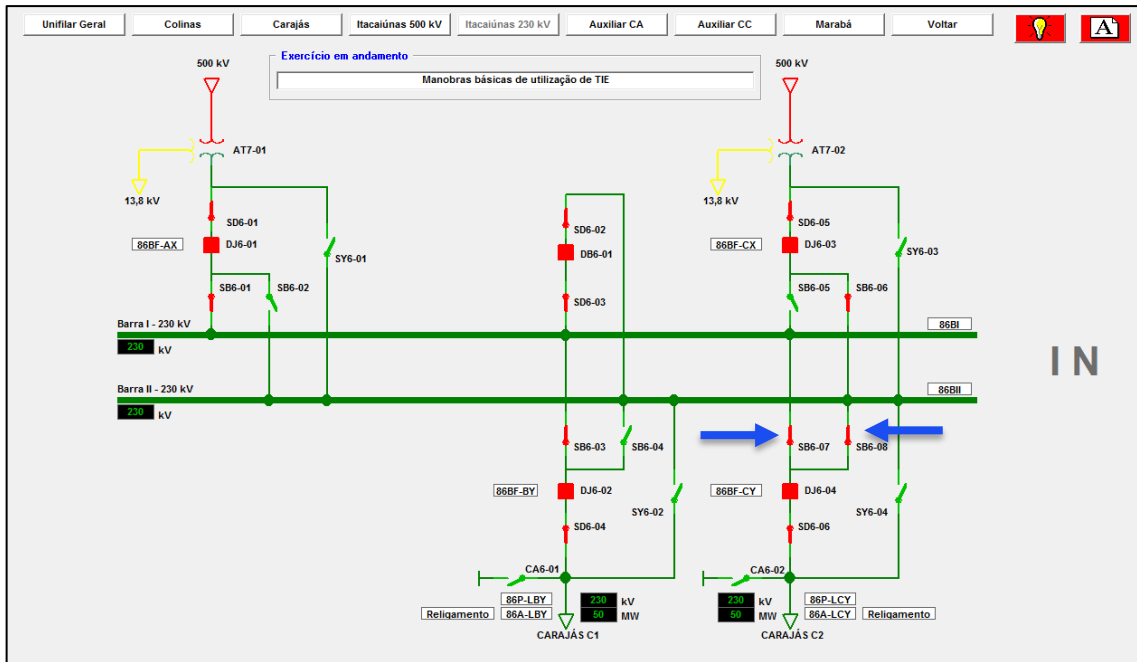 Unifilar Geral
Colinas
Carajás
Itacaiúnas 500 kV
Itacaiúnas 230 kV
Auxiliar CA
Auxiliar CC
Marabá
Voltar
A
Exercício em andamento
Manobras básicas de utilização de TIE
500 kV
500 kV
AT7-01
AT7-02
13,8 kV
13,8 kV
SD6-01
SD6-02
SD6-05
86BF-AX
DJ6-01
DB6-01
86BF-CX
DJ6-03
SY6-01
SY6-03
SB6-01
SB6-02
SD6-03
SB6-05
SB6-06
Barra I - 230 kV
86BI
230 kV
I N
Barra II - 230 kV
86BII
230 kV
SB6-03
SB6-04
SB6-07
SB6-08
86BF-BY
DJ6-02
86BF-CY
DJ6-04
SY6-02
SY6-04
SD6-04
SD6-06
CA6-01
CA6-02
86P-LBY
230 kV
230 kV
86P-LCY
Religamento
86A-LBY
50 MW
50 MW
86A-LCY
Religamento
CARAJÁS C1
CARAJÁS C2